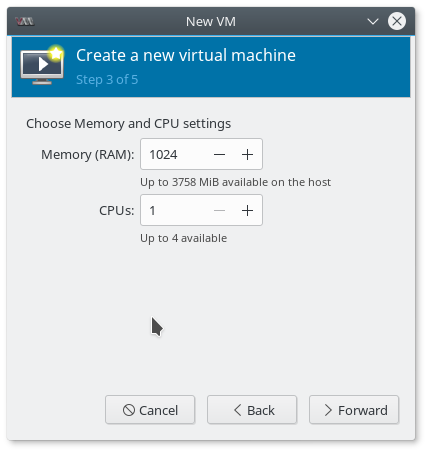 New VM
Create a new virtual machine
Step 3 of 5
Choose Memory and CPU settings
Memory (RAM): 1024
Up to 3758 MiB available on the host
CPUs: 1
Up to 4 available
Cancel Back Forward